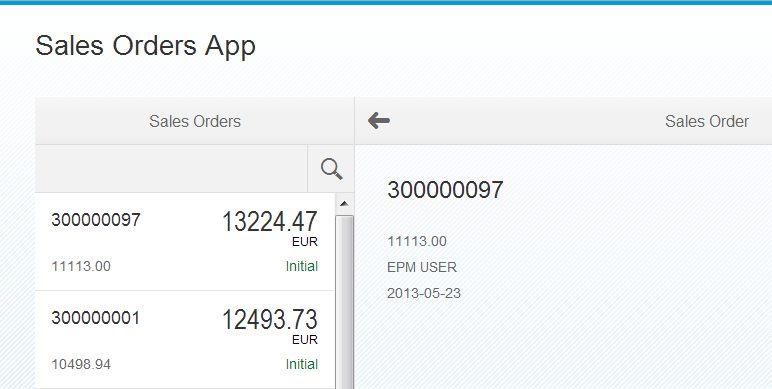 Sales Orders App
Sales Orders
Sales Order
300000097
13224.47
EUR
11113.00
Initial
300000001
12493.73
EUR
10498.94
Initial
300000097
11113.00
EPM USER
2013-05-23